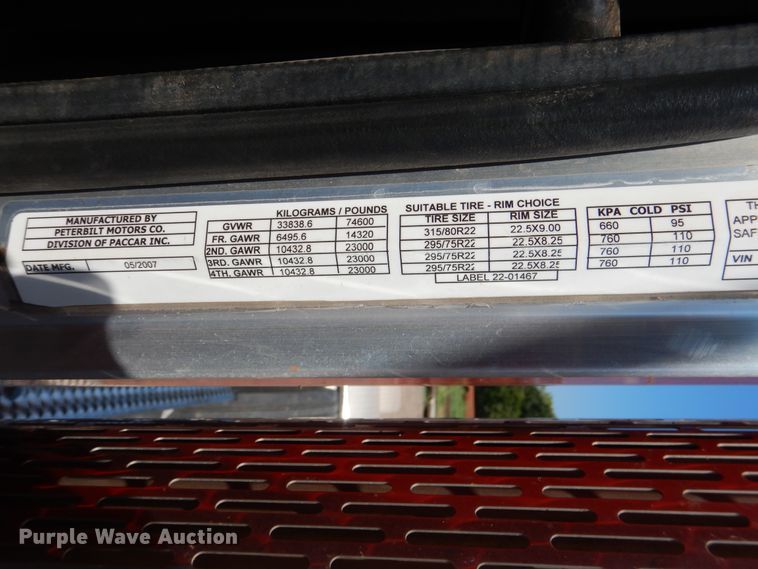 MANUFACTURED BY
PETERBILT MOTORS CO.
DIVISION OF PACCAR INC.
DATE MFG. 05/2007
KILOGRAMS / POUNDS
GVWR 33838.6 74600
FR. GAWR 6495.6 14320
2ND. GAWR 10432.8 23000
3RD. GAWR 10432.8 23000
4TH. GAWR 10432.8 23000
SUITABLE TIRE - RIM CHOICE
TIRE SIZE RIM SIZE
315/80R22 22.5X9.00
295/75R22 22.5X8.25
295/75R22 22.5X8.25
295/75R22 22.5X8.25
LABEL 22-01467
KPA COLD PSI
660 95
760 110
760 110
760 110
TH
APP
SAF
VIN
Purple Wave Auction